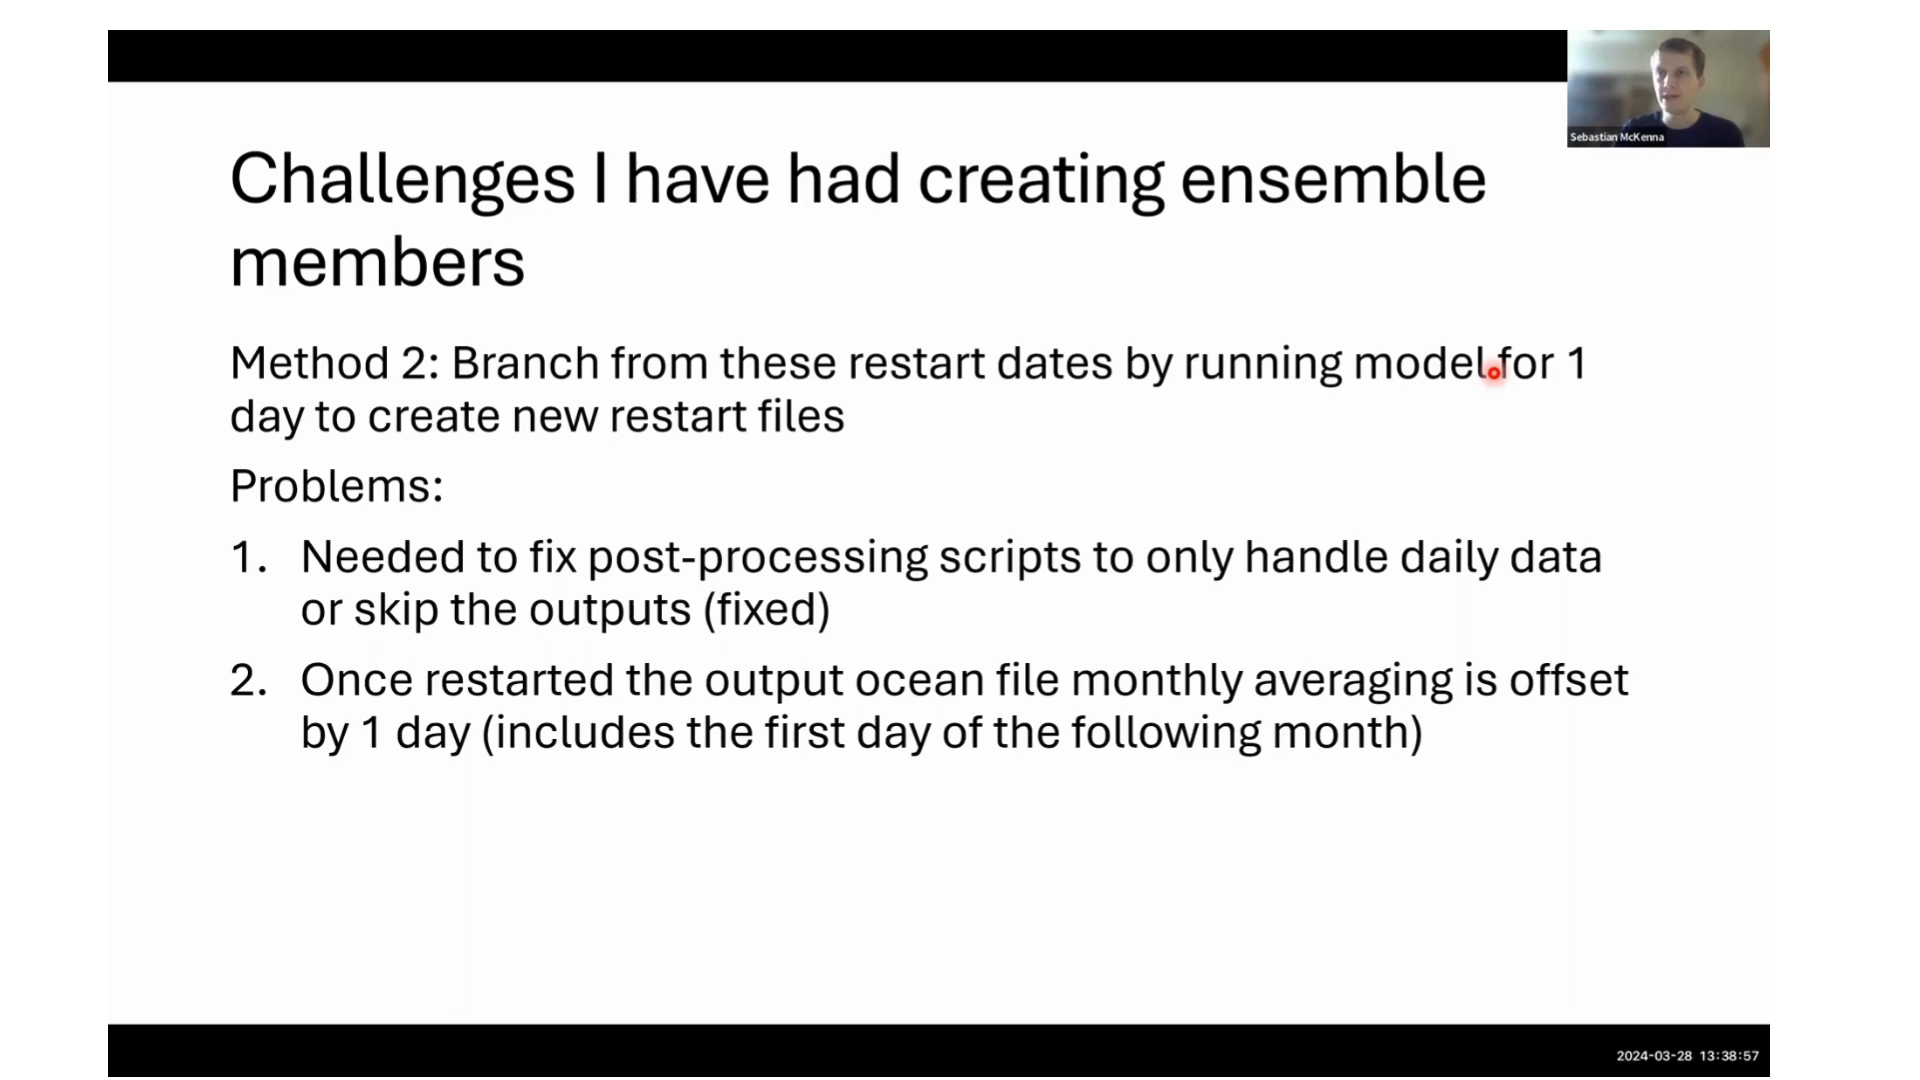 Sebastian McKenna
Challenges I have had creating ensemble
members
Method 2: Branch from these restart dates by running model for 1
day to create new restart files
Problems:
1. Needed to fix post-processing scripts to only handle daily data
or skip the outputs (fixed)
2. Once restarted the output ocean file monthly averaging is offset
by 1 day (includes the first day of the following month)
2024-03-28 13:38:57